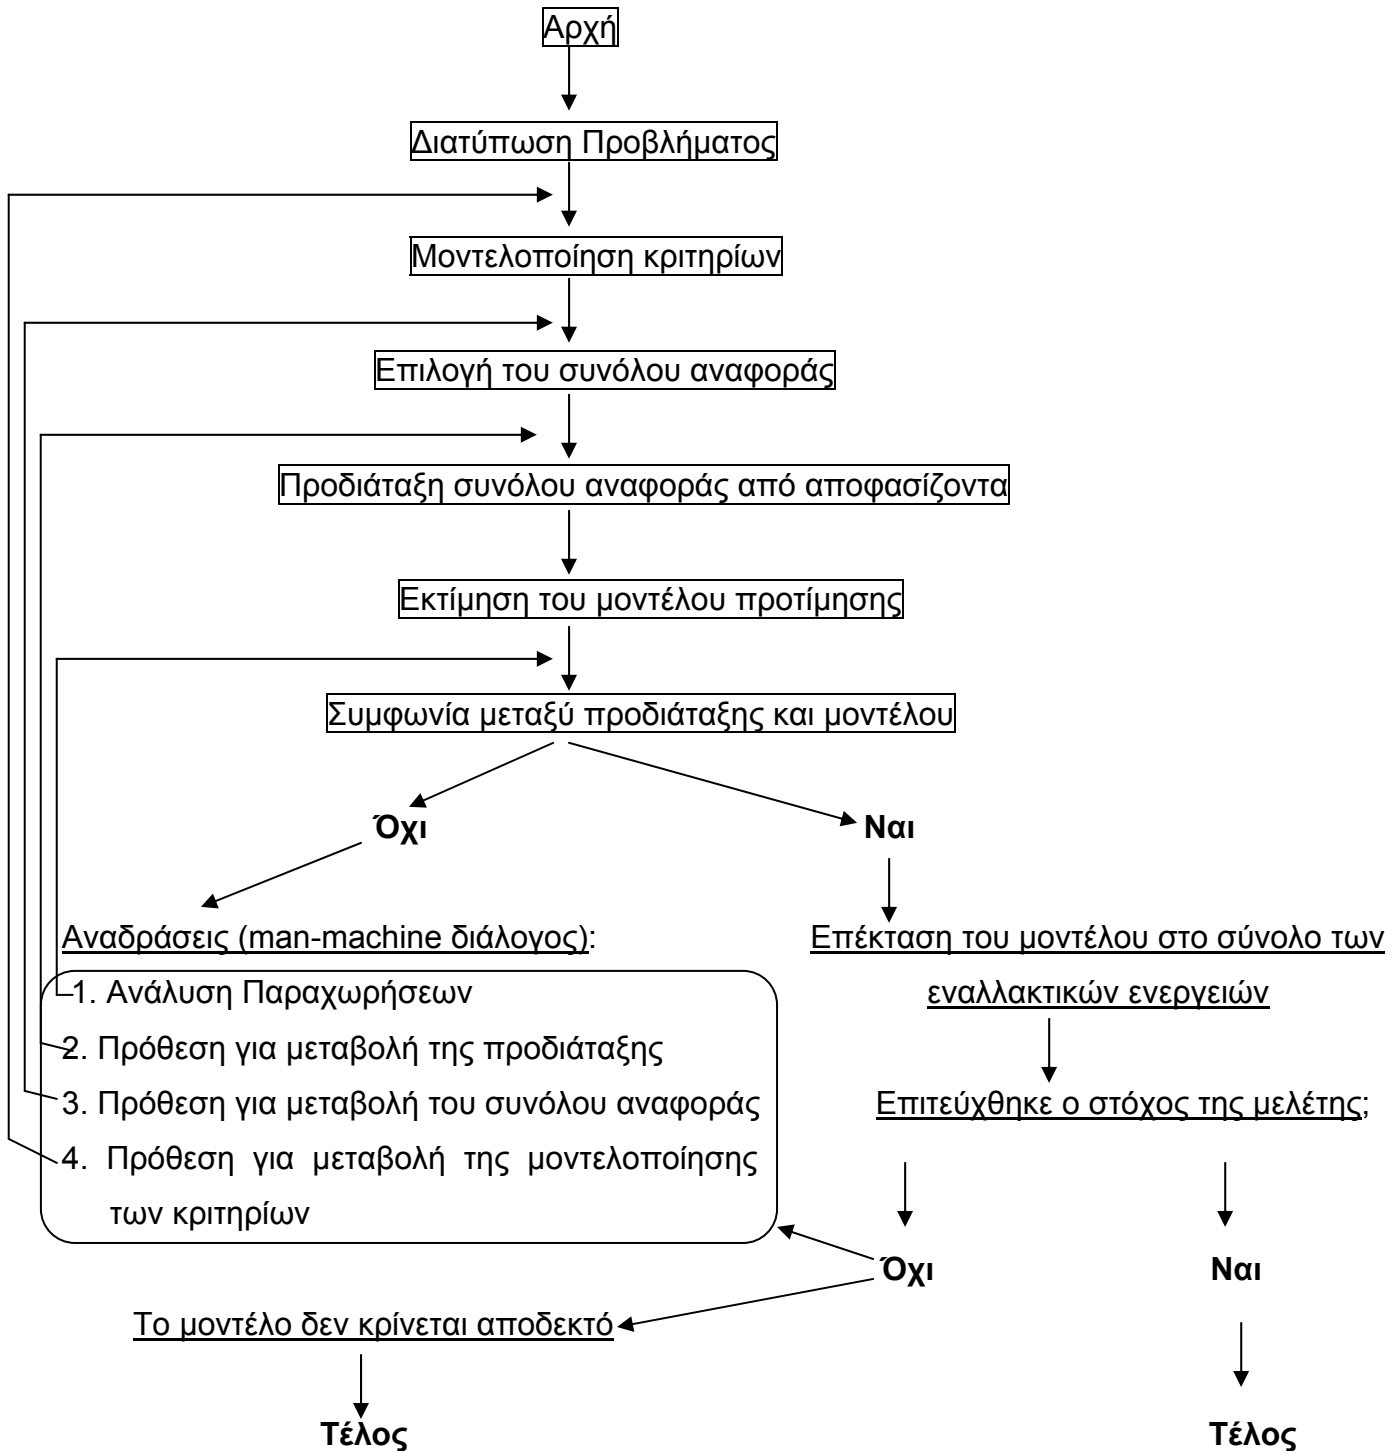 Αρχή
Διατύπωση Προβλήματος
Μοντελοποίηση κριτηρίων
Επιλογή του συνόλου αναφοράς
Προδιάταξη συνόλου αναφοράς από αποφασίζοντα
Εκτίμηση του μοντέλου προτίμησης
Συμφωνία μεταξύ προδιάταξης και μοντέλου
Όχι
Ναι
Αναδράσεις (man-machine διάλογος):
1. Ανάλυση Παραχωρήσεων
2. Πρόθεση για μεταβολή της προδιάταξης
3. Πρόθεση για μεταβολή του συνόλου αναφοράς
4. Πρόθεση για μεταβολή της μοντελοποίησης
των κριτηρίων
Επέκταση του μοντέλου στο σύνολο των
εναλλακτικών ενεργειών
Επιτεύχθηκε ο στόχος της μελέτης;
Όχι
Ναι
Το μοντέλο δεν κρίνεται αποδεκτό
Τέλος
Τέλος